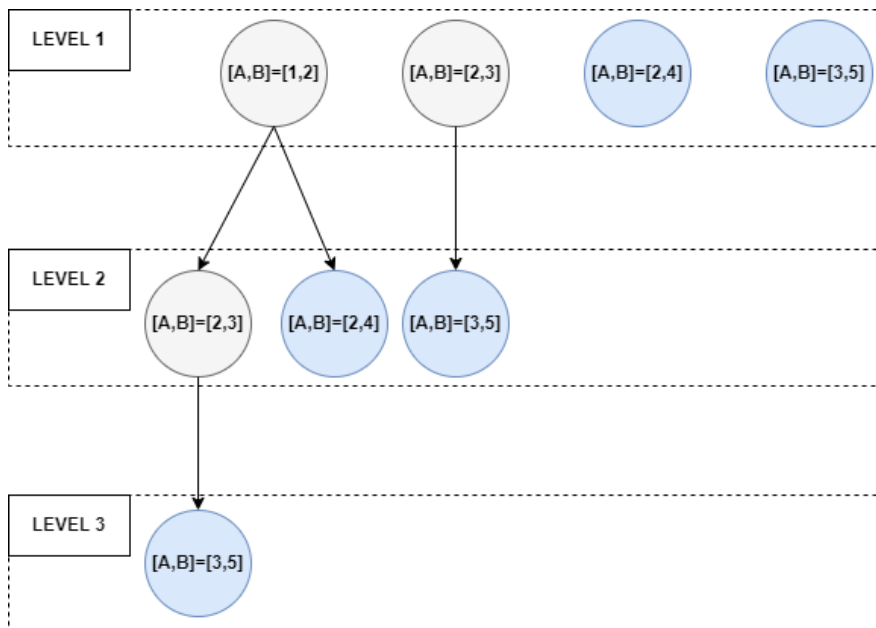 LEVEL 1
[A,B]=[1,2]
[A,B]=[2,3]
[A,B]=[2,4]
[A,B]=[3,5]
LEVEL 2
[A,B]=[2,3]
[A,B]=[2,4]
[A,B]=[3,5]
LEVEL 3
[A,B]=[3,5]